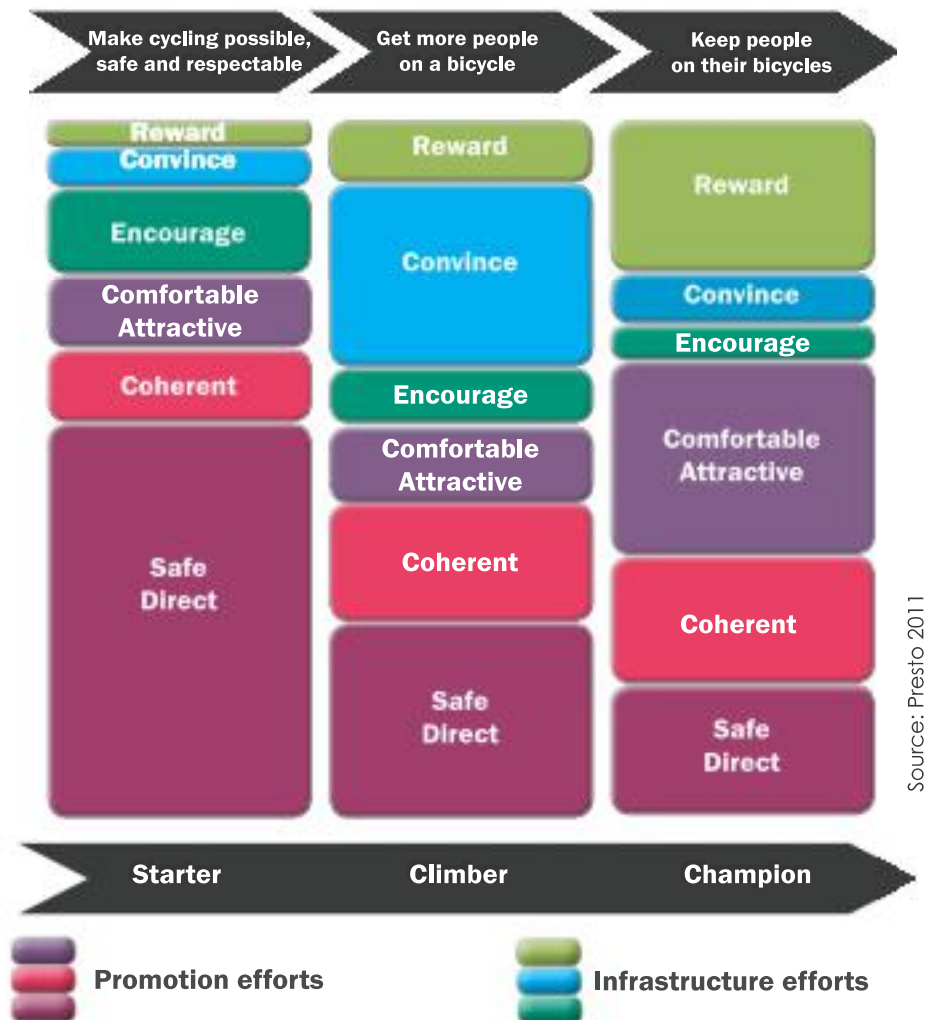 Make cycling possible,
safe and respectable
Get more people
on a bicycle
Keep people
on their bicycles
Reward
Convince
Encourage
Comfortable
Attractive
Coherent
Safe
Direct
Reward
Convince
Encourage
Comfortable
Attractive
Coherent
Safe
Direct
Reward
Convince
Encourage
Comfortable
Attractive
Coherent
Safe
Direct
Source: Presto 2011
Starter
Climber
Champion
Promotion efforts
Infrastructure efforts